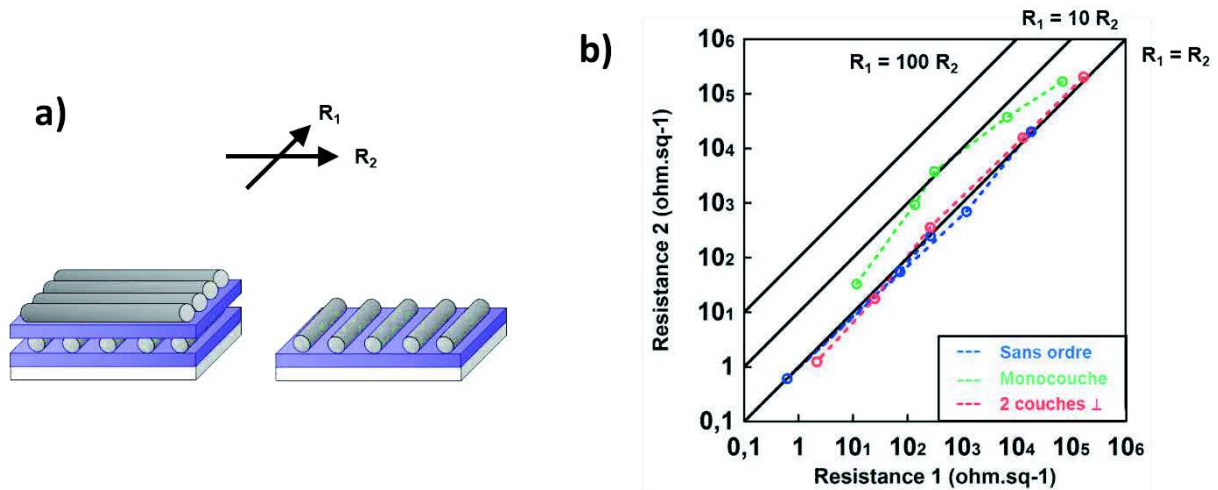 a)
R₁
R₂
b)
R₁ = 10 R₂
R₁ = 100 R₂
R₁ = R₂
10⁶
10⁵
10⁴
10³
10²
10¹
1
0,1
Resistance 2 (ohm.sq-1)
Sans ordre
Monocouche
2 couches ⊥
0,1 1 10¹ 10² 10³ 10⁴ 10⁵ 10⁶
Resistance 1 (ohm.sq-1)